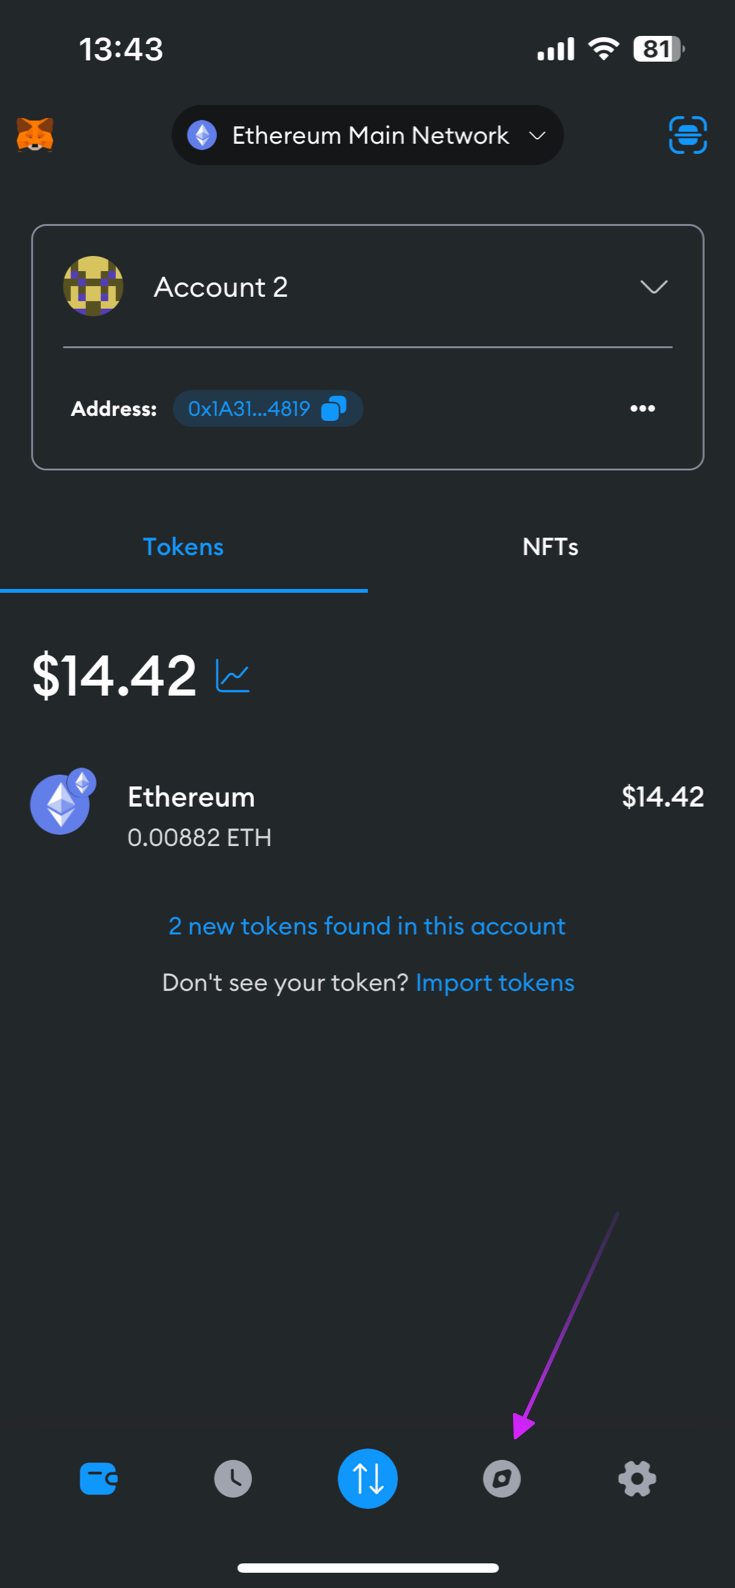 13:43
81
Ethereum Main Network
Account 2
Address: 0x1A31...4819
Tokens
NFTs
$14.42
Ethereum
$14.42
0.00882 ETH
2 new tokens found in this account
Don't see your token? Import tokens